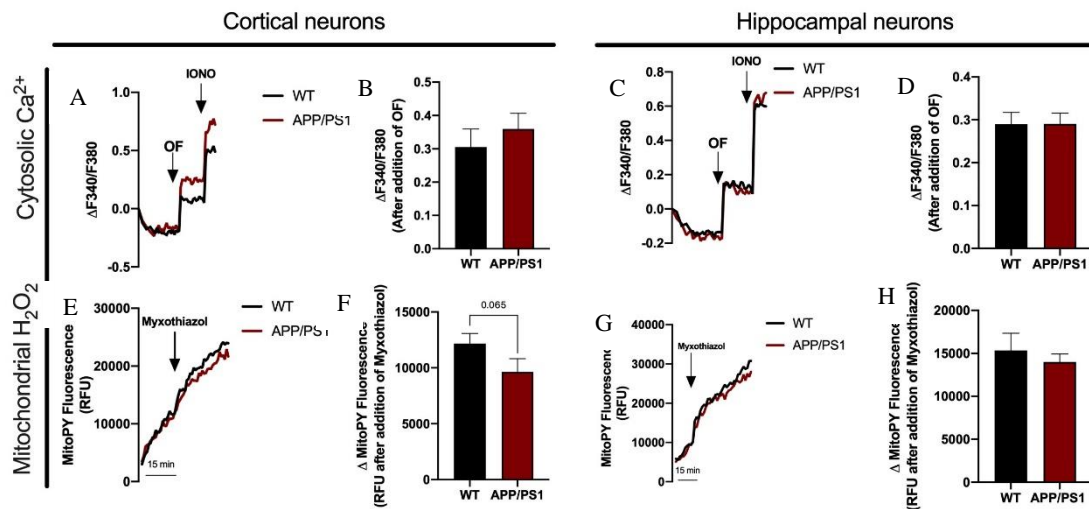 Cortical neurons
Hippocampal neurons
Cytosolic Ca2+
A
IONO
WT
APP/PS1
OF
ΔF340/F380
1.0
0.5
0.0
-0.5
B
ΔF340/F380
(After addition of OF)
0.5
0.4
0.3
0.2
0.1
0.0
WT
APP/PS1
C
IONO
WT
APP/PS1
OF
ΔF340/F380
0.8
0.6
0.4
0.2
0.0
-0.2
D
ΔF340/F380
(After addition of OF)
0.4
0.3
0.2
0.1
0.0
WT
APP/PS1
Mitochondrial H2O2
E
WT
APP/PS1
Myxothiazol
MitoPY Fluorescence
(RFU)
30000
20000
10000
0
15 min
F
0.065
Δ MitoPY Fluorescence
(RFU after addition of Myxothiazol)
15000
10000
5000
0
WT
APP/PS1
G
WT
APP/PS1
Myxothiazol
MitoPY Fluorescence
(RFU)
40000
30000
20000
10000
0
15 min
H
Δ MitoPY Fluorescence
(RFU after addition of Myxothiazol)
20000
15000
10000
5000
0
WT
APP/PS1